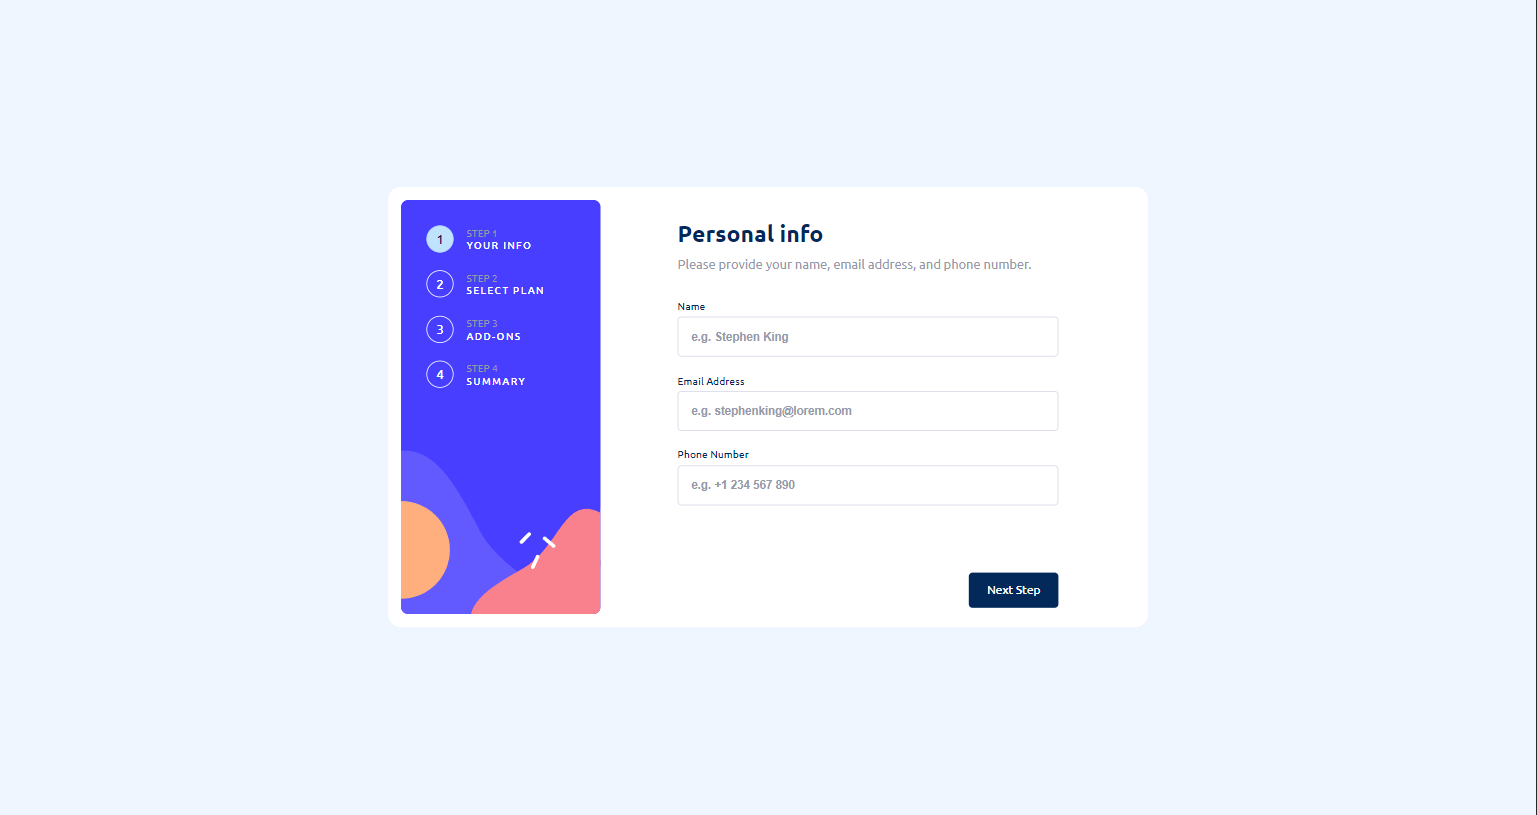 1
STEP 1
YOUR INFO
2
STEP 2
SELECT PLAN
3
STEP 3
ADD-ONS
4
STEP 4
SUMMARY
Personal info
Please provide your name, email address, and phone number.
Name
e.g. Stephen King
Email Address
e.g. stephenking@lorem.com
Phone Number
e.g. +1 234 567 890
Next Step